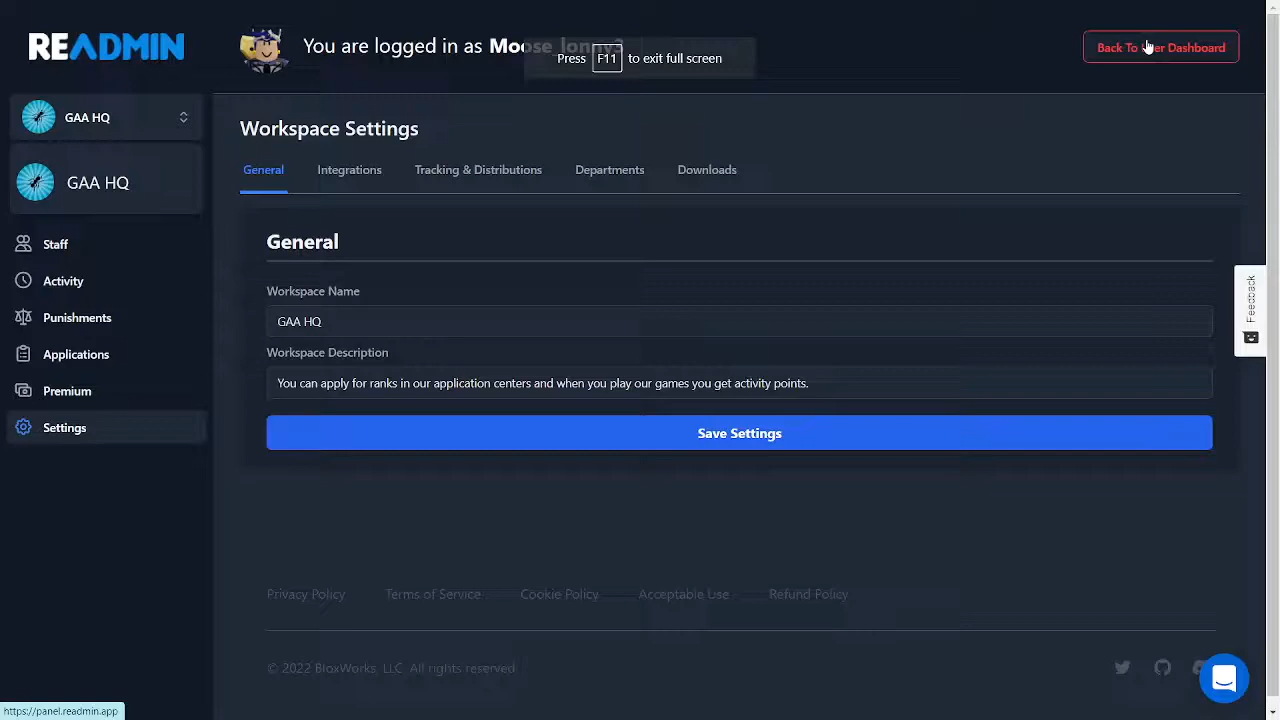 READMIN
You are logged in as Moose_lonny3
Press F11 to exit full screen
Back To User Dashboard
GAA HQ
GAA HQ
Staff
Activity
Punishments
Applications
Premium
Settings
Workspace Settings
General Integrations Tracking & Distributions Departments Downloads
General
Workspace Name
GAA HQ
Workspace Description
You can apply for ranks in our application centers and when you play our games you get activity points.
Save Settings
Feedback
Privacy Policy Terms of Service Cookie Policy Acceptable Use Refund Policy
© 2022 BloxWorks, LLC. All rights reserved.
https://panel.readmin.app